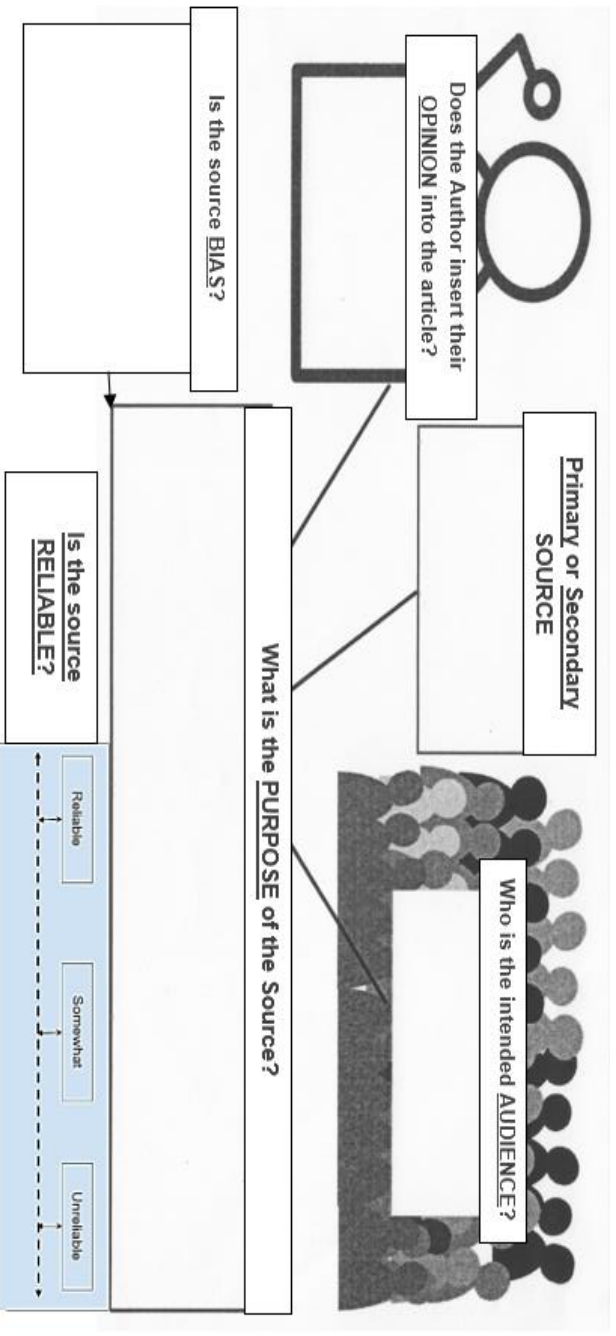 Does the Author insert their
OPINION into the article?
Primary or Secondary
SOURCE
Who is the intended AUDIENCE?
Is the source BIAS?
What is the PURPOSE of the Source?
Is the source
RELIABLE?
Reliable
Somewhat
Unreliable